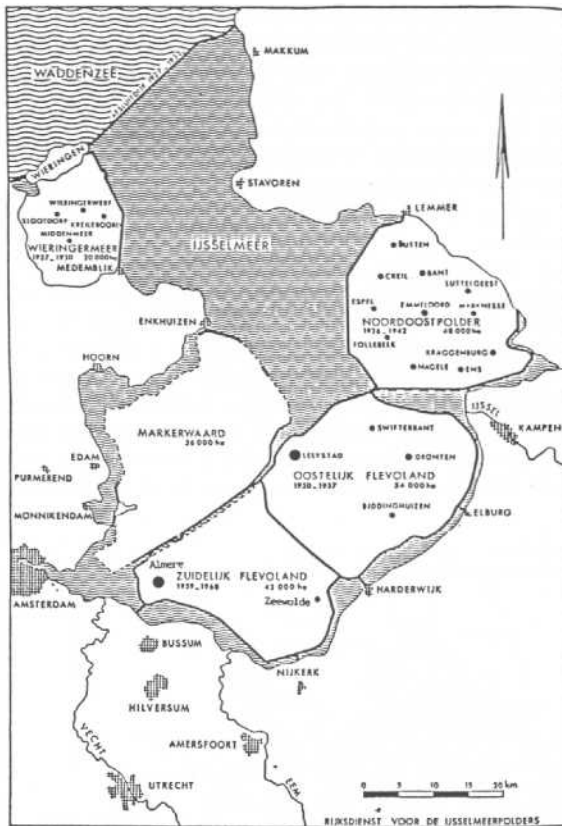 MAKKUM
WADDENZEE
AFSLUITDIJK 1927-1932
WIERINGEN
STAVOREN
LEMMER
WIERINGERWERF
SLOOTDORP
KREILEROORD
MIDDENMEER
WIERINGERMEER
1927-1930 20 000 ha
MEDEMBLIK
IJSSELMEER
RUTTEN
CREIL
BANT
LUTTELGEEST
ESPEL
EMMELOORD
MARKNESSE
NOORDOOSTPOLDER
1936-1942 48 000 ha
TOLLEBEEK
KRAGGENBURG
NAGELE
ENS
ENKHUIZEN
HOORN
IJSSEL
KAMPEN
MARKERWAARD
SWIFTERBANT
LELYSTAD
DRONTEN
EDAM
OOSTELIJK FLEVOLAND
1950-1957 54 000 ha
PURMEREND
BIDDINGHUIZEN
ELBURG
MONNIKENDAM
Almere
ZUIDELIJK FLEVOLAND
1959-1968 43 000 ha
HARDERWIJK
Zeewolde
AMSTERDAM
BUSSUM
NIJKERK
HILVERSUM
VECHT
AMERSFOORT
EEM
UTRECHT
0 5 10 15 20 km
RIJKSDIENST VOOR DE IJSSELMEERPOLDERS